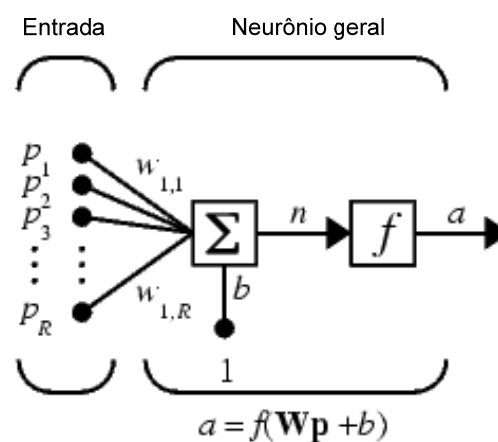 Entrada
Neurônio geral
p1
p2
p3
pR
w1,1
w1,R
Σ
n
f
a
b
1
a = f(Wp +b)